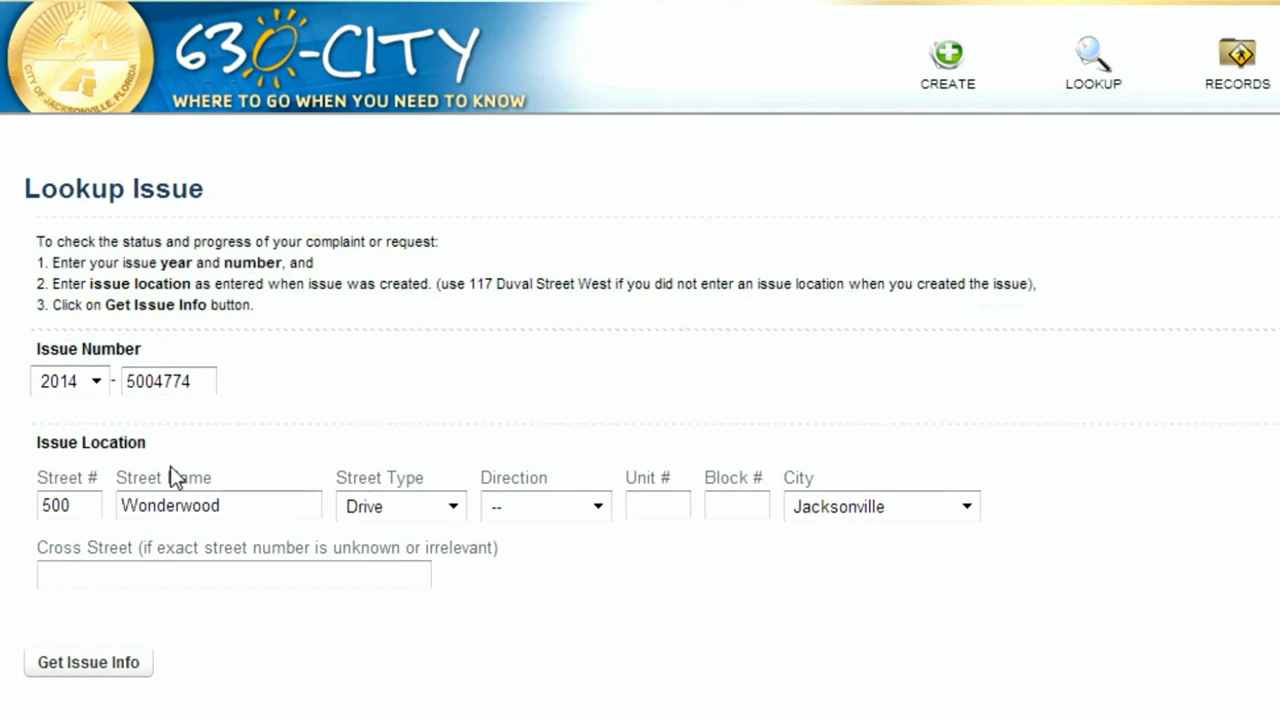 630-CITY
WHERE TO GO WHEN YOU NEED TO KNOW
CITY OF JACKSONVILLE, FLORIDA
CREATE
LOOKUP
RECORDS
Lookup Issue
To check the status and progress of your complaint or request:
1. Enter your issue year and number, and
2. Enter issue location as entered when issue was created. (use 117 Duval Street West if you did not enter an issue location when you created the issue),
3. Click on Get Issue Info button.
Issue Number
2014 - 5004774
Issue Location
Street # Street Name Street Type Direction Unit # Block # City
500 Wonderwood Drive -- Jacksonville
Cross Street (if exact street number is unknown or irrelevant)
Get Issue Info